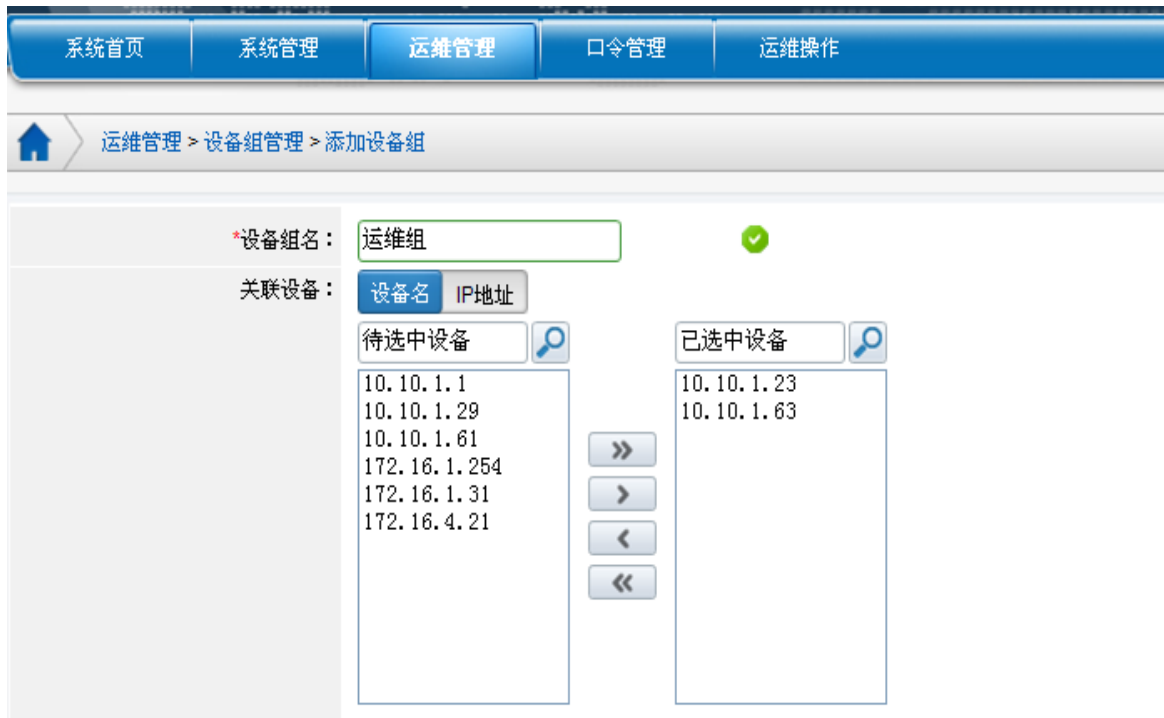 系统首页 系统管理 运维管理 口令管理 运维操作
运维管理 > 设备组管理 > 添加设备组
*设备组名： 运维组
关联设备： 设备名 IP地址
待选中设备 已选中设备
10.10.1.1 10.10.1.23
10.10.1.29 10.10.1.63
10.10.1.61
172.16.1.254
172.16.1.31
172.16.4.21